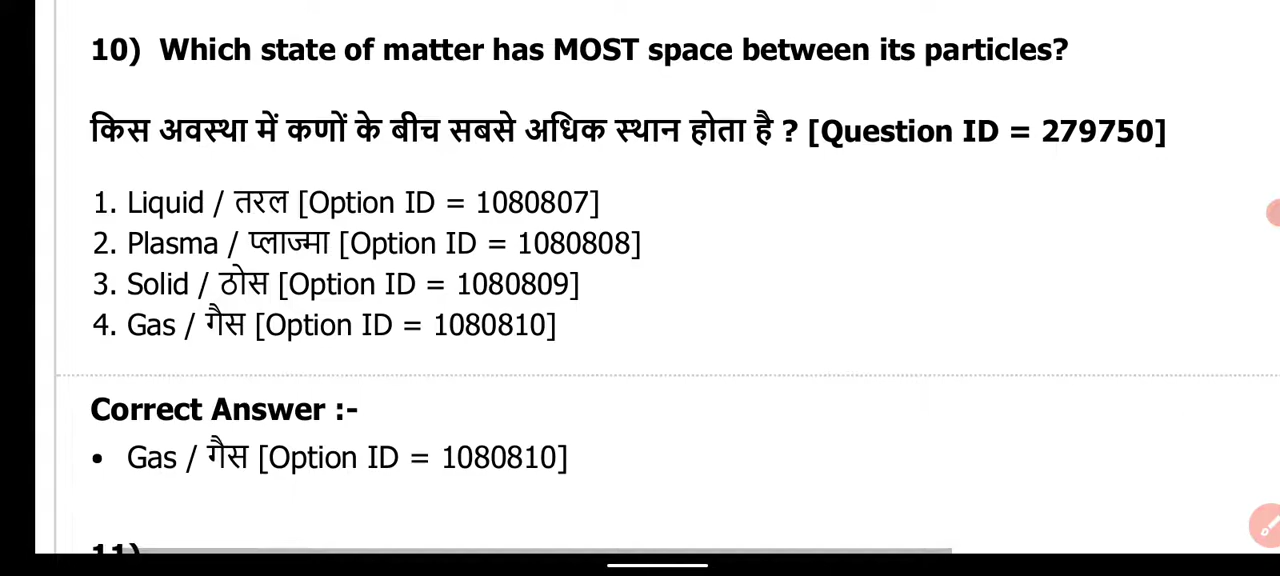 10) Which state of matter has MOST space between its particles?
किस अवस्था में कणों के बीच सबसे अधिक स्थान होता है ? [Question ID = 279750]
1. Liquid / तरल [Option ID = 1080807]
2. Plasma / प्लाज्मा [Option ID = 1080808]
3. Solid / ठोस [Option ID = 1080809]
4. Gas / गैस [Option ID = 1080810]
Correct Answer :-
• Gas / गैस [Option ID = 1080810]
11)